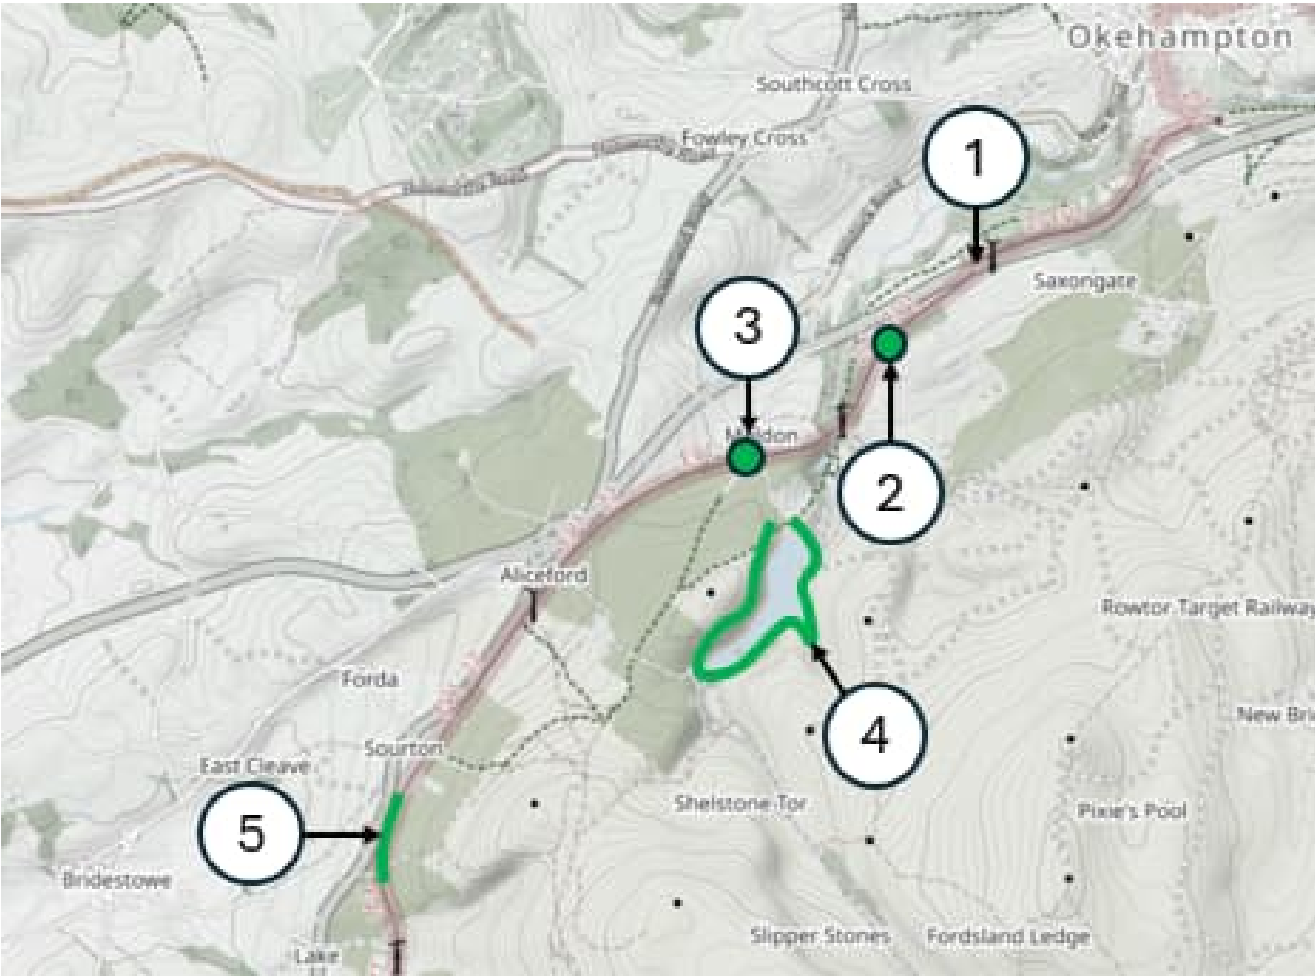 Okehampton
Southcott Cross
Fowley Cross
1
Saxongate
3
Meldon
2
Aliceford
Rowtor Target Railway
Forda
4
New Bri
Sourton
East Cleave
Shelstone Tor
Pixie's Pool
5
Bridestowe
Slipper Stones
Fordsland Ledge
Lake